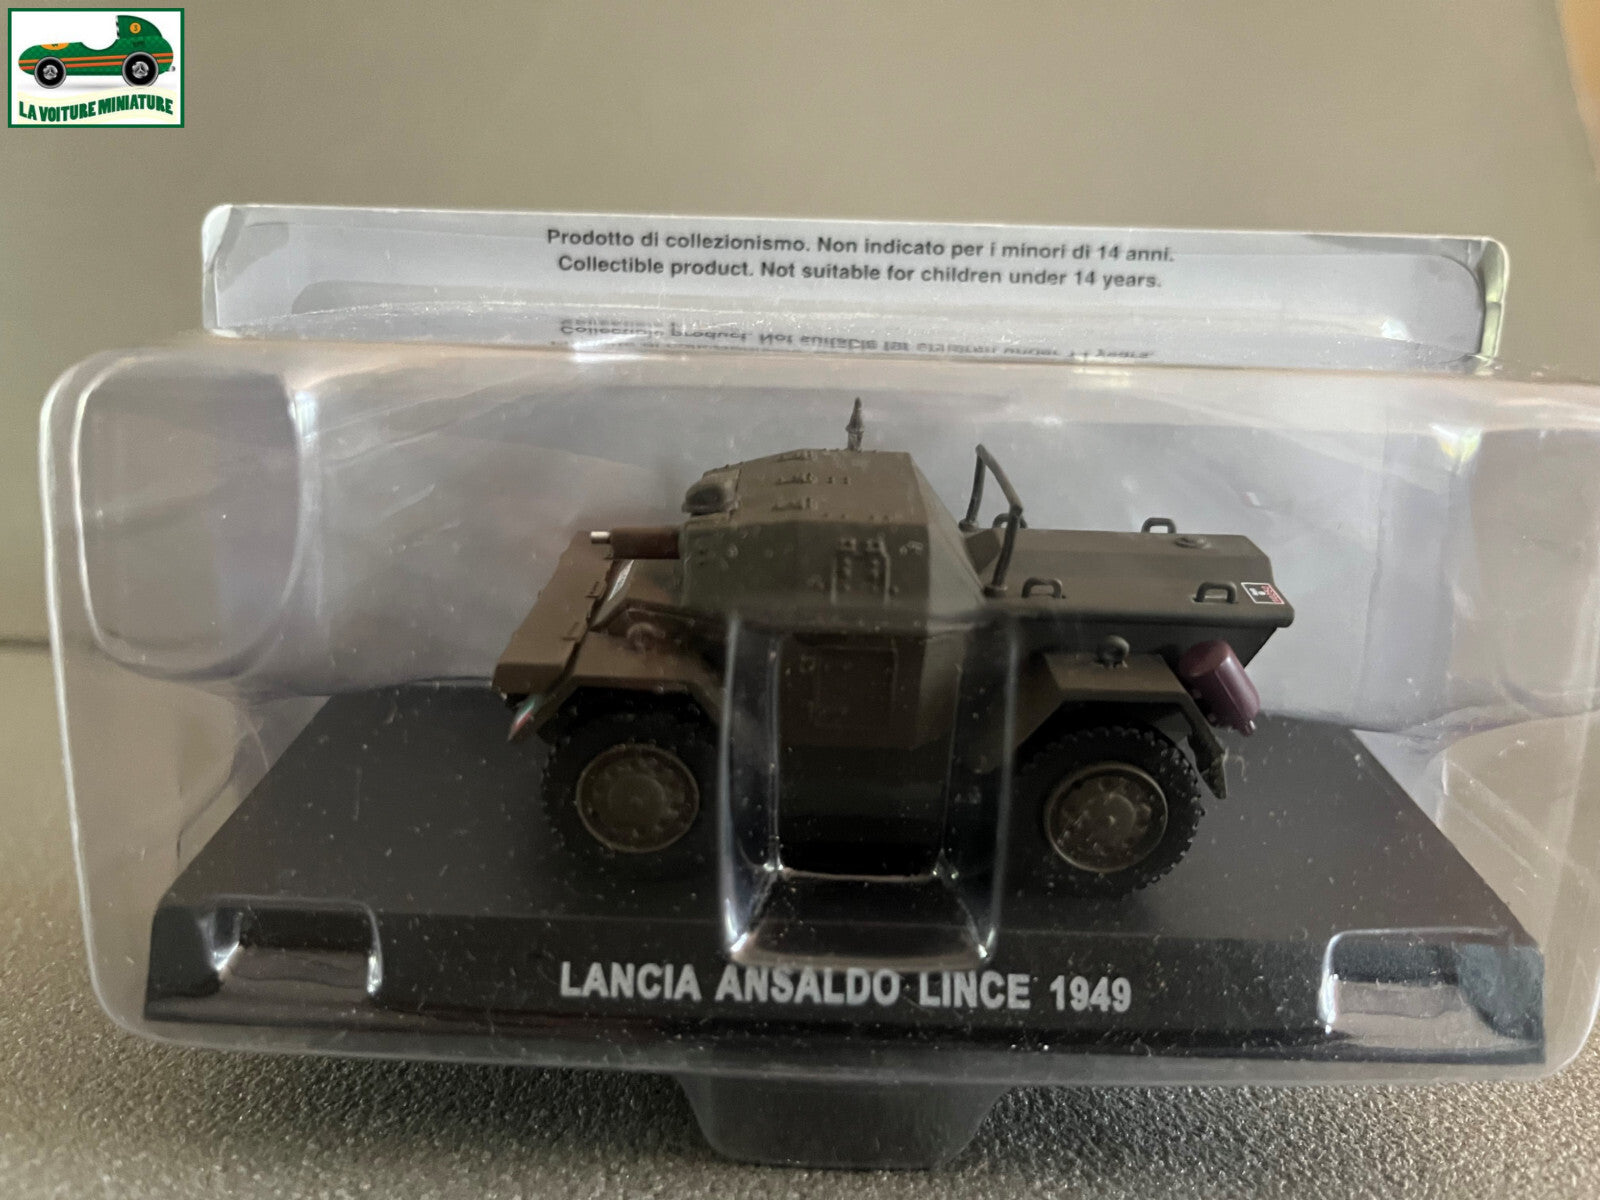 LA VOITURE MINIATURE
Prodotto di collezionismo. Non indicato per i minori di 14 anni.
Collectible product. Not suitable for children under 14 years.
LANCIA ANSALDO LINCE 1949